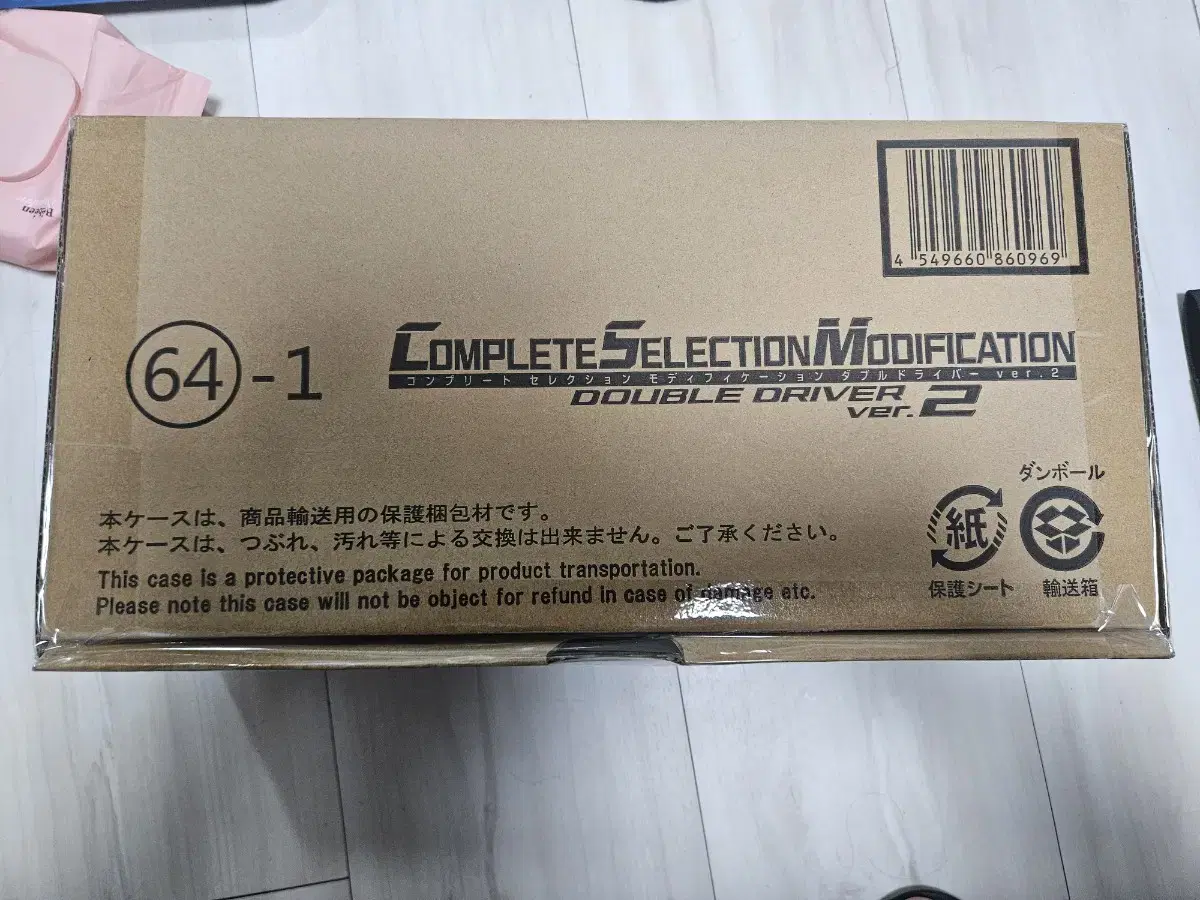 4 549660 860969
64-1
COMPLETE SELECTION MODIFICATION
コンプリート セレクション モディフィケーション ダブルドライバー ver.2
DOUBLE DRIVER
ver.2
ダンボール
紙
保護シート
輸送箱
本ケースは、商品輸送用の保護梱包材です。
本ケースは、つぶれ、汚れ等による交換は出来ません。ご了承ください。
This case is a protective package for product transportation.
Please note this case will not be object for refund in case of damage etc.